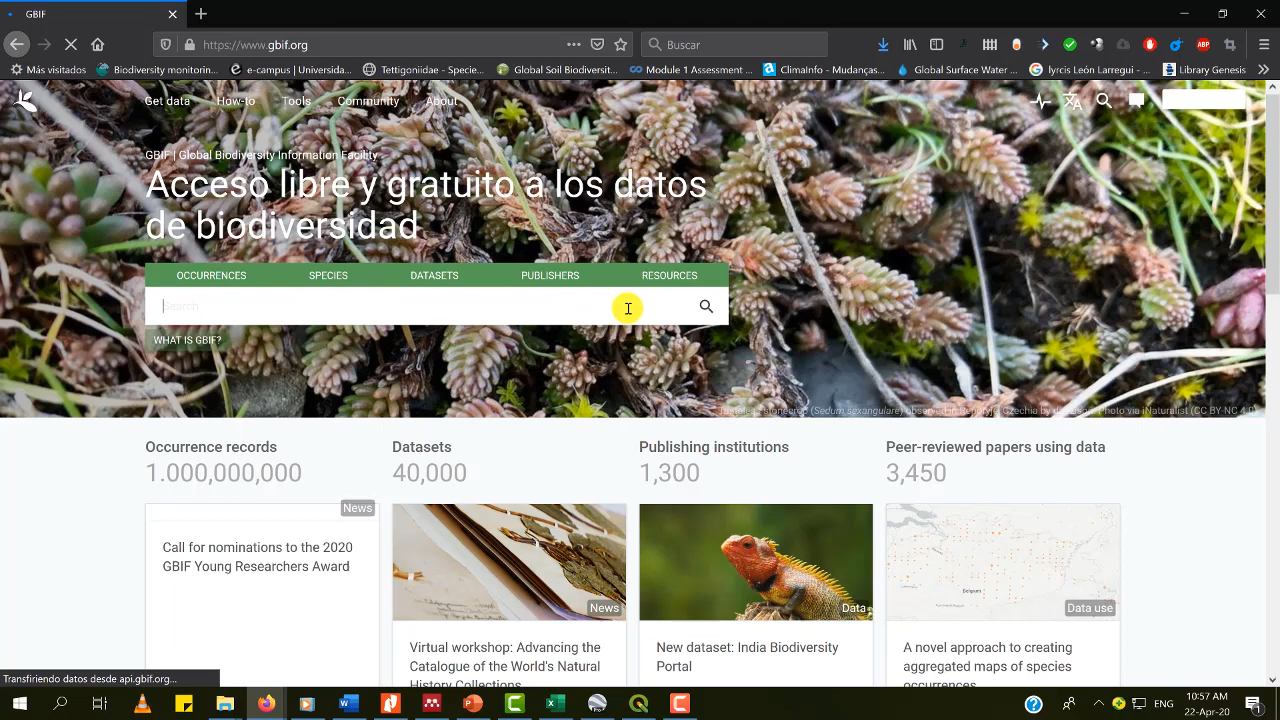 GBIF
https://www.gbif.org
Buscar
Más visitados
Biodiversity monitorin...
e-campus | Universida...
Tettigoniidae - Specie...
Global Soil Biodiversit...
Module 1 Assessment ...
ClimaInfo - Mudanças...
Global Surface Water ...
lyrcis León Larregui - ...
Library Genesis
Get data
How-to
Tools
Community
About
GBIF | Global Biodiversity Information Facility
Acceso libre y gratuito a los datos
de biodiversidad
OCCURRENCES
SPECIES
DATASETS
PUBLISHERS
RESOURCES
Search
WHAT IS GBIF?
stonecrop (Sedum sexangulare) observed in
Czechia by
Photo via iNaturalist (CC BY-NC 4.0)
Occurrence records
1.000,000,000
Datasets
40,000
Publishing institutions
1,300
Peer-reviewed papers using data
3,450
News
Call for nominations to the 2020
GBIF Young Researchers Award
News
Virtual workshop: Advancing the
Catalogue of the World's Natural
History Collections
Data
New dataset: India Biodiversity
Portal
Belgium
Data use
A novel approach to creating
aggregated maps of species
occurrences
Transfiriendo datos desde api.gbif.org...
ABP
ENG
10:57 AM
22-Apr-20